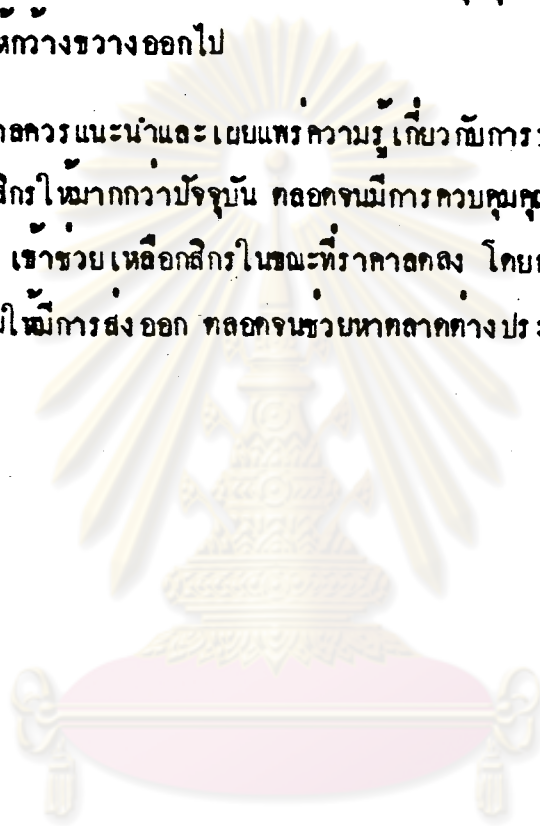 ห้กว้างขวางออกไป
าลควรแนะนำและเผยแพร่ความรู้เกี่ยวกับการ
สิกรให้มากกว่าปัจจุบัน ตลอดจนมีการควบคุม
เข้าช่วยเหลือกสิกรในขณะที่ราคาลดลง โดย
ให้มีการส่งออก ตลอดจนช่วยหาตลาดต่างประ